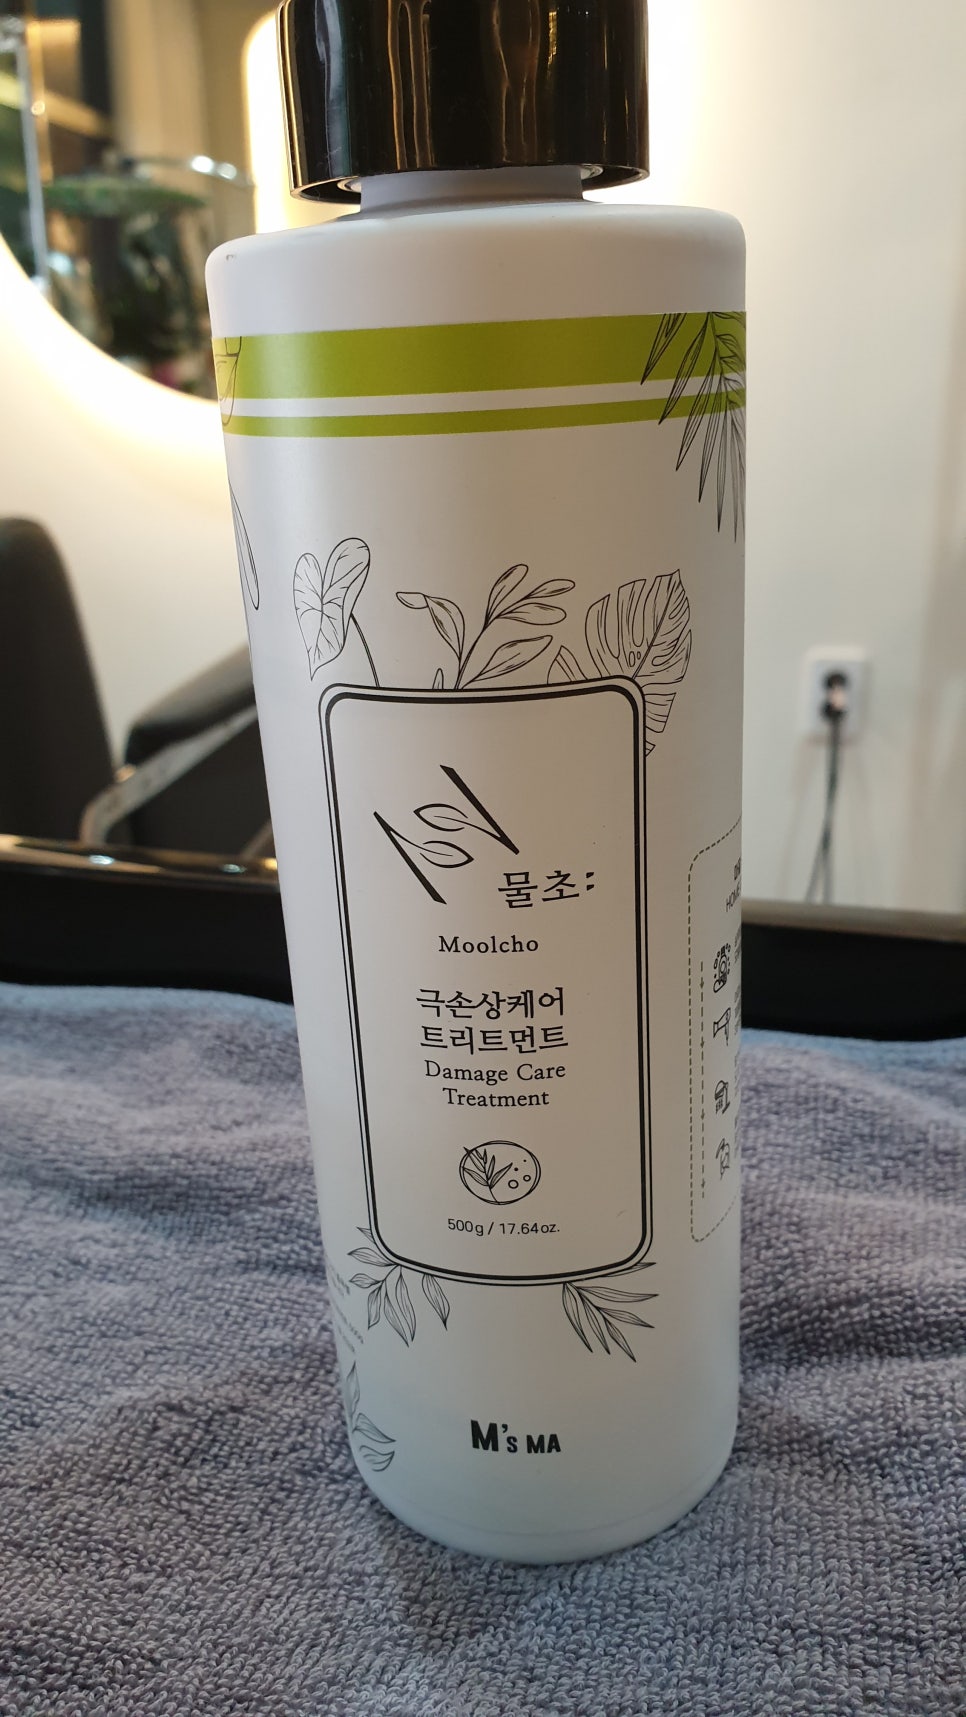 물초:
Moolcho
극손상케어
트리트먼트
Damage Care
Treatment
500g / 17.64oz.
M's MA